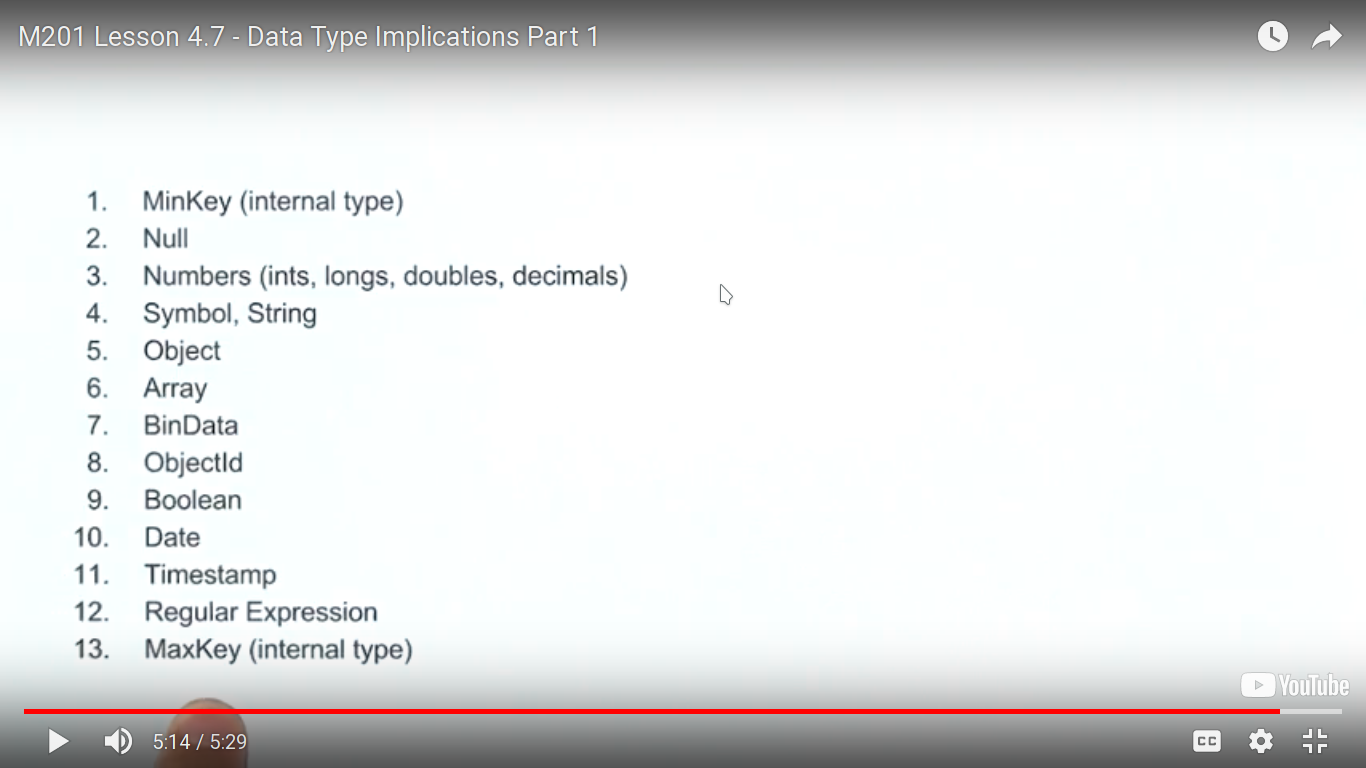 M201 Lesson 4.7 - Data Type Implications Part 1
1. MinKey (internal type)
2. Null
3. Numbers (ints, longs, doubles, decimals)
4. Symbol, String
5. Object
6. Array
7. BinData
8. ObjectId
9. Boolean
10. Date
11. Timestamp
12. Regular Expression
13. MaxKey (internal type)
YouTube
5:14 / 5:29
CC